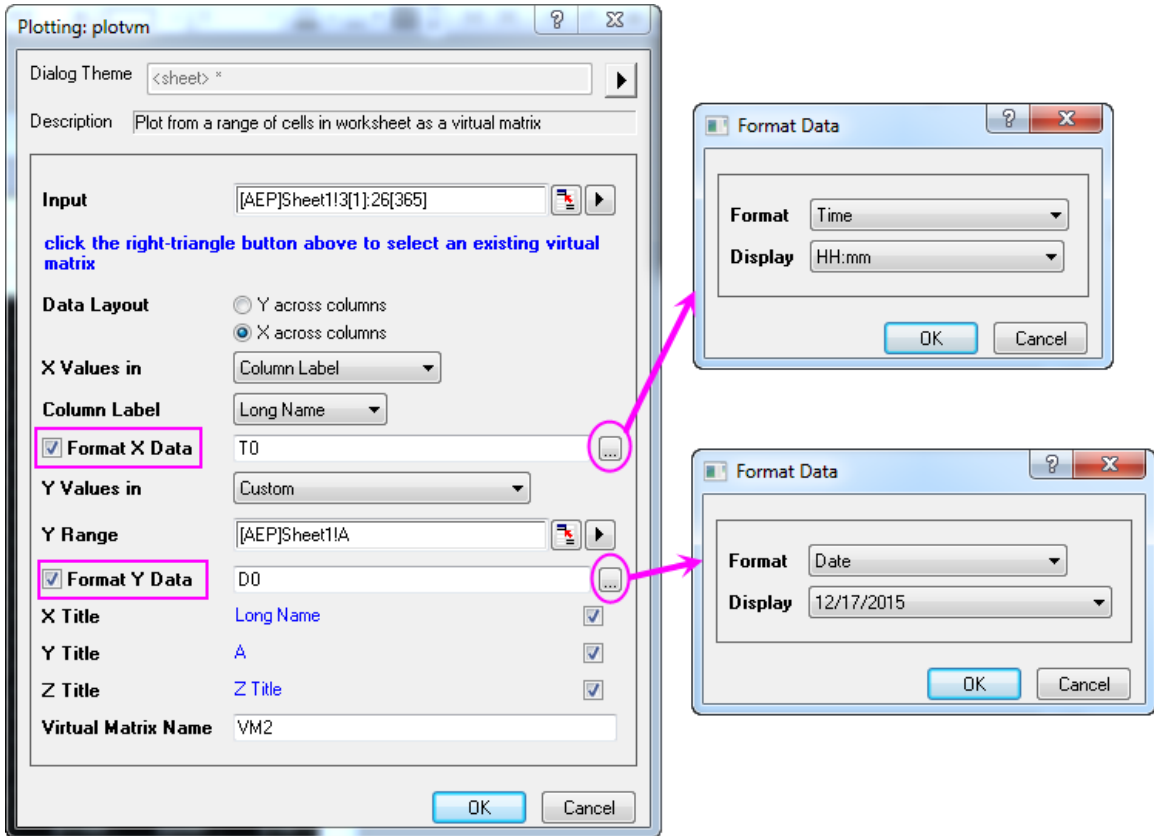 Plotting: plotvm
Dialog Theme <sheet> *
Description Plot from a range of cells in worksheet as a virtual matrix
Input [AEP]Sheet1!3[1]:26[365]
click the right-triangle button above to select an existing virtual
matrix
Data Layout Y across columns
X across columns
X Values in Column Label
Column Label Long Name
Format X Data T0 ...
Y Values in Custom
Y Range [AEP]Sheet1!A
Format Y Data D0 ...
X Title Long Name
Y Title A
Z Title Z Title
Virtual Matrix Name VM2
OK Cancel
Format Data
Format Time
Display HH:mm
OK Cancel
Format Data
Format Date
Display 12/17/2015
OK Cancel